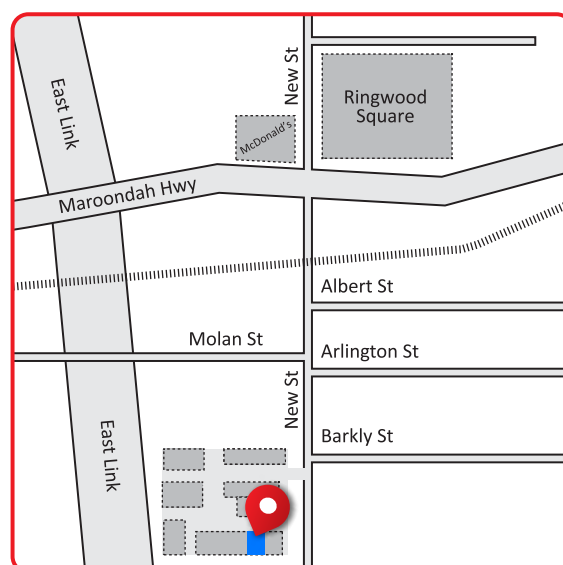 East Link
New St
Ringwood
Square
McDonald's
Maroondah Hwy
Albert St
Molan St
Arlington St
New St
Barkly St
East Link